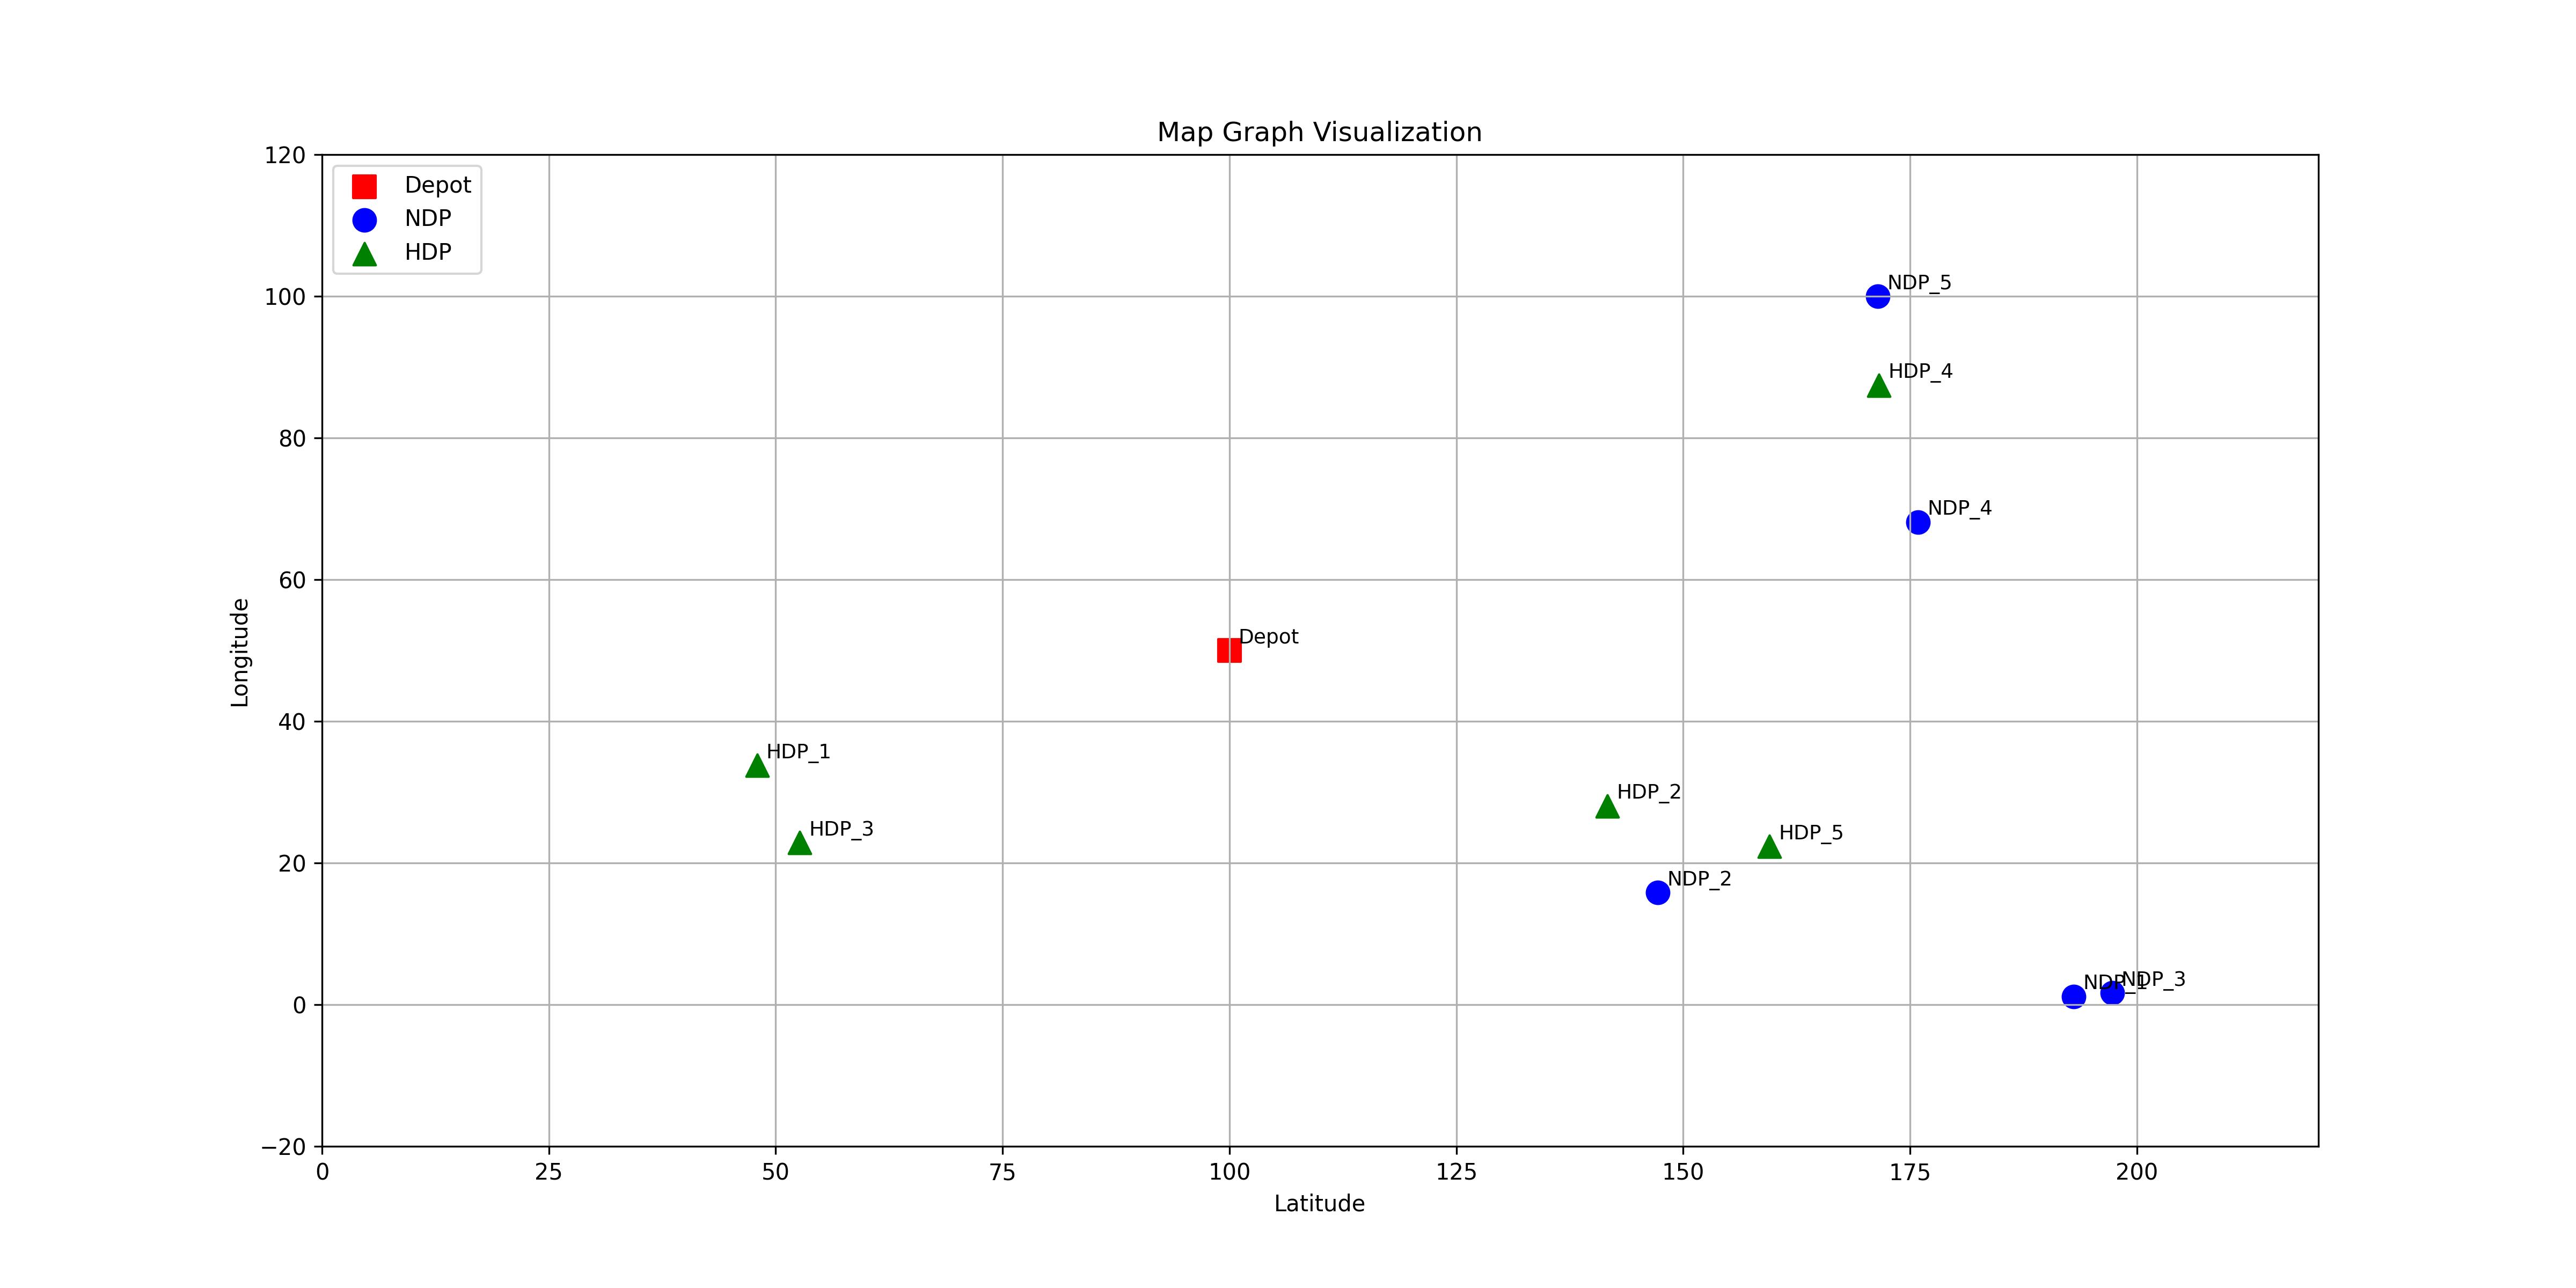 Map Graph Visualization
120
100
80
60
40
20
0
−20
Longitude
Depot
NDP
HDP
NDP_5
HDP_4
NDP_4
Depot
HDP_1
HDP_2
HDP_3
HDP_5
NDP_2
NDP_1
NDP_3
0
25
50
75
100
125
150
175
200
Latitude